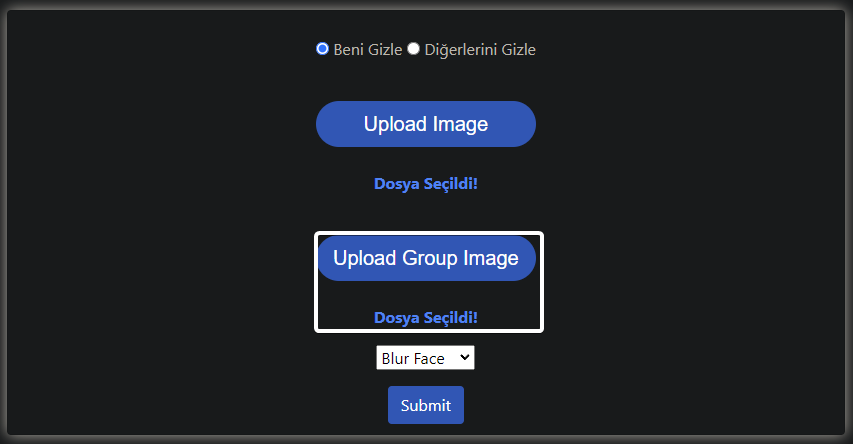 Beni Gizle Diğerlerini Gizle
Upload Image
Dosya Seçildi!
Upload Group Image
Dosya Seçildi!
Blur Face
Submit